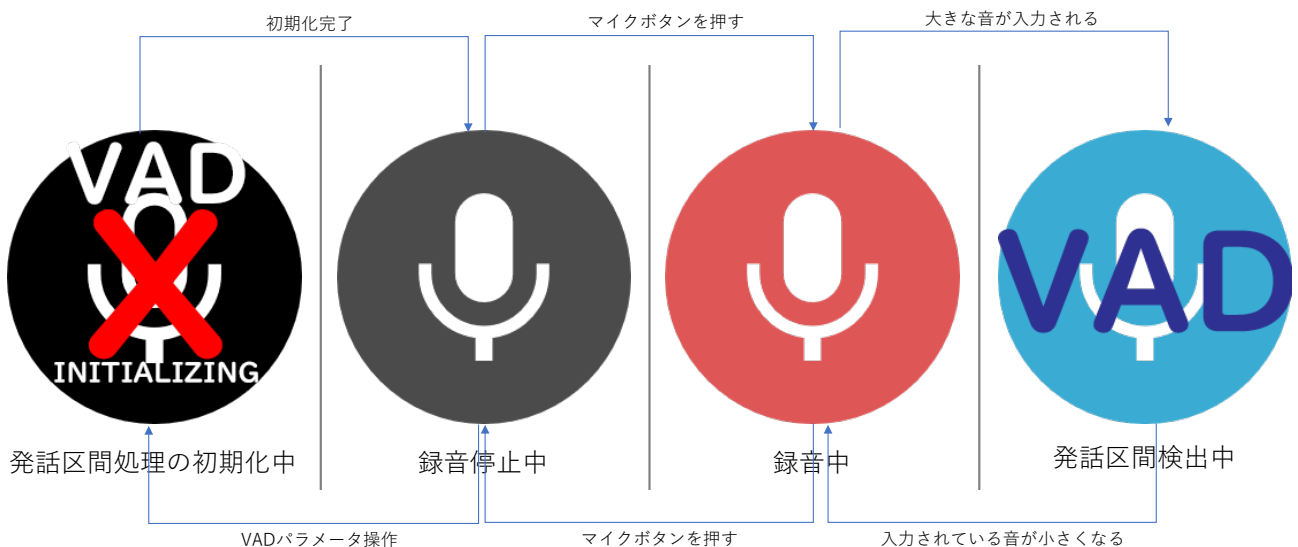 初期化完了
マイクボタンを押す
大きな音が入力される
VAD
INITIALIZING
VAD
発話区間処理の初期化中
録音停止中
録音中
発話区間検出中
VADパラメータ操作
マイクボタンを押す
入力されている音が小さくなる